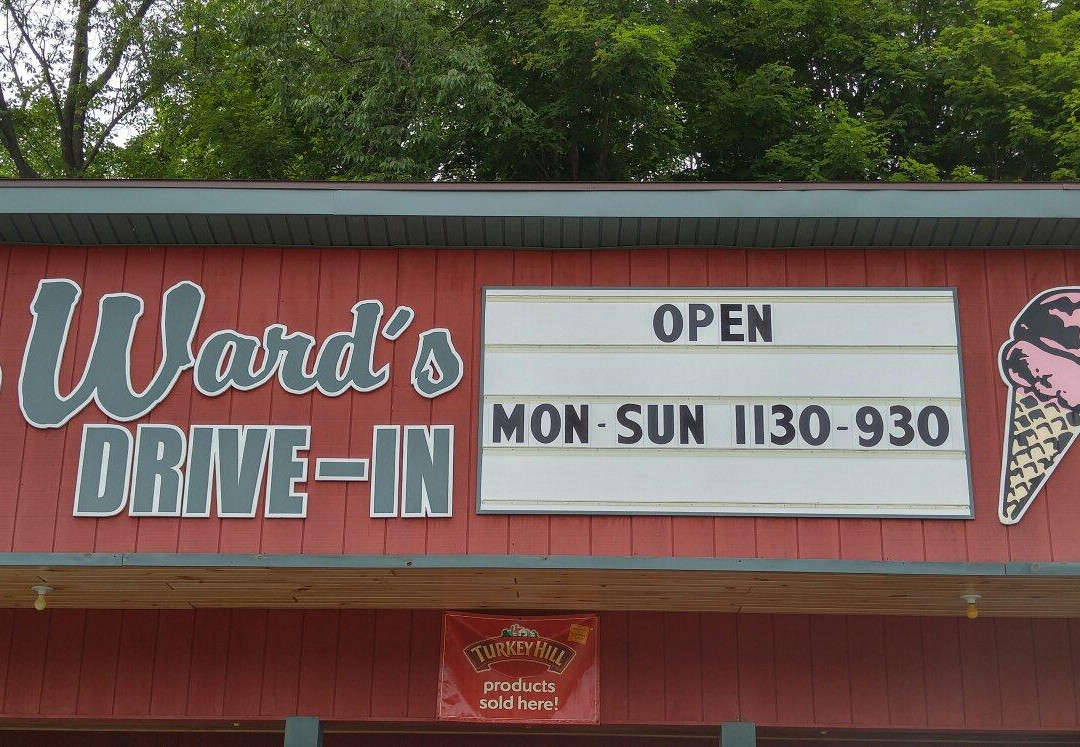 Ward's
DRIVE-IN
OPEN
MON-SUN 1130-930
TURKEY HILL
products
sold here!